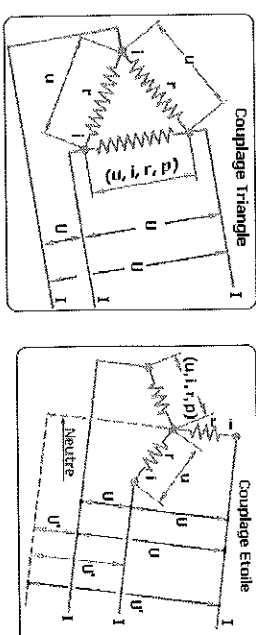 Couplage Triangle
u
i
r
u
r
i
(u, i, r, p)
U
U
U
I
I
I
Couplage Etoile
(u, i, r, p)
i
u
r
i
Neutre
U
U
U'
U'
U'
I
I
I